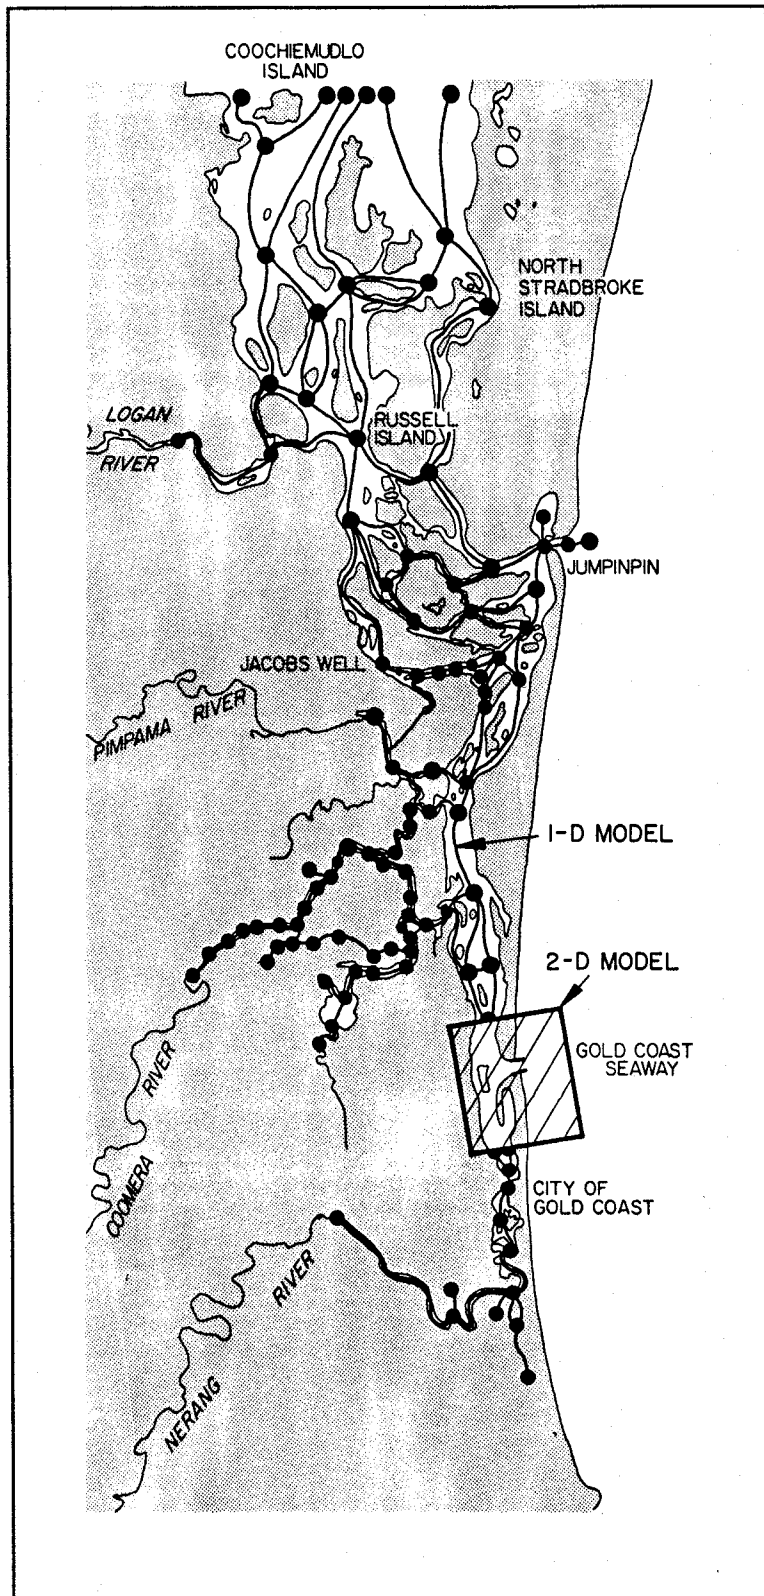 COOCHIEMUDLO
ISLAND
NORTH
STRADBROKE
ISLAND
LOGAN
RIVER
RUSSELL
ISLAND
JUMPINPIN
JACOBS WELL
PIMPAMA RIVER
1-D MODEL
2-D MODEL
GOLD COAST
SEAWAY
COOMERA RIVER
CITY OF
GOLD COAST
NERANG RIVER